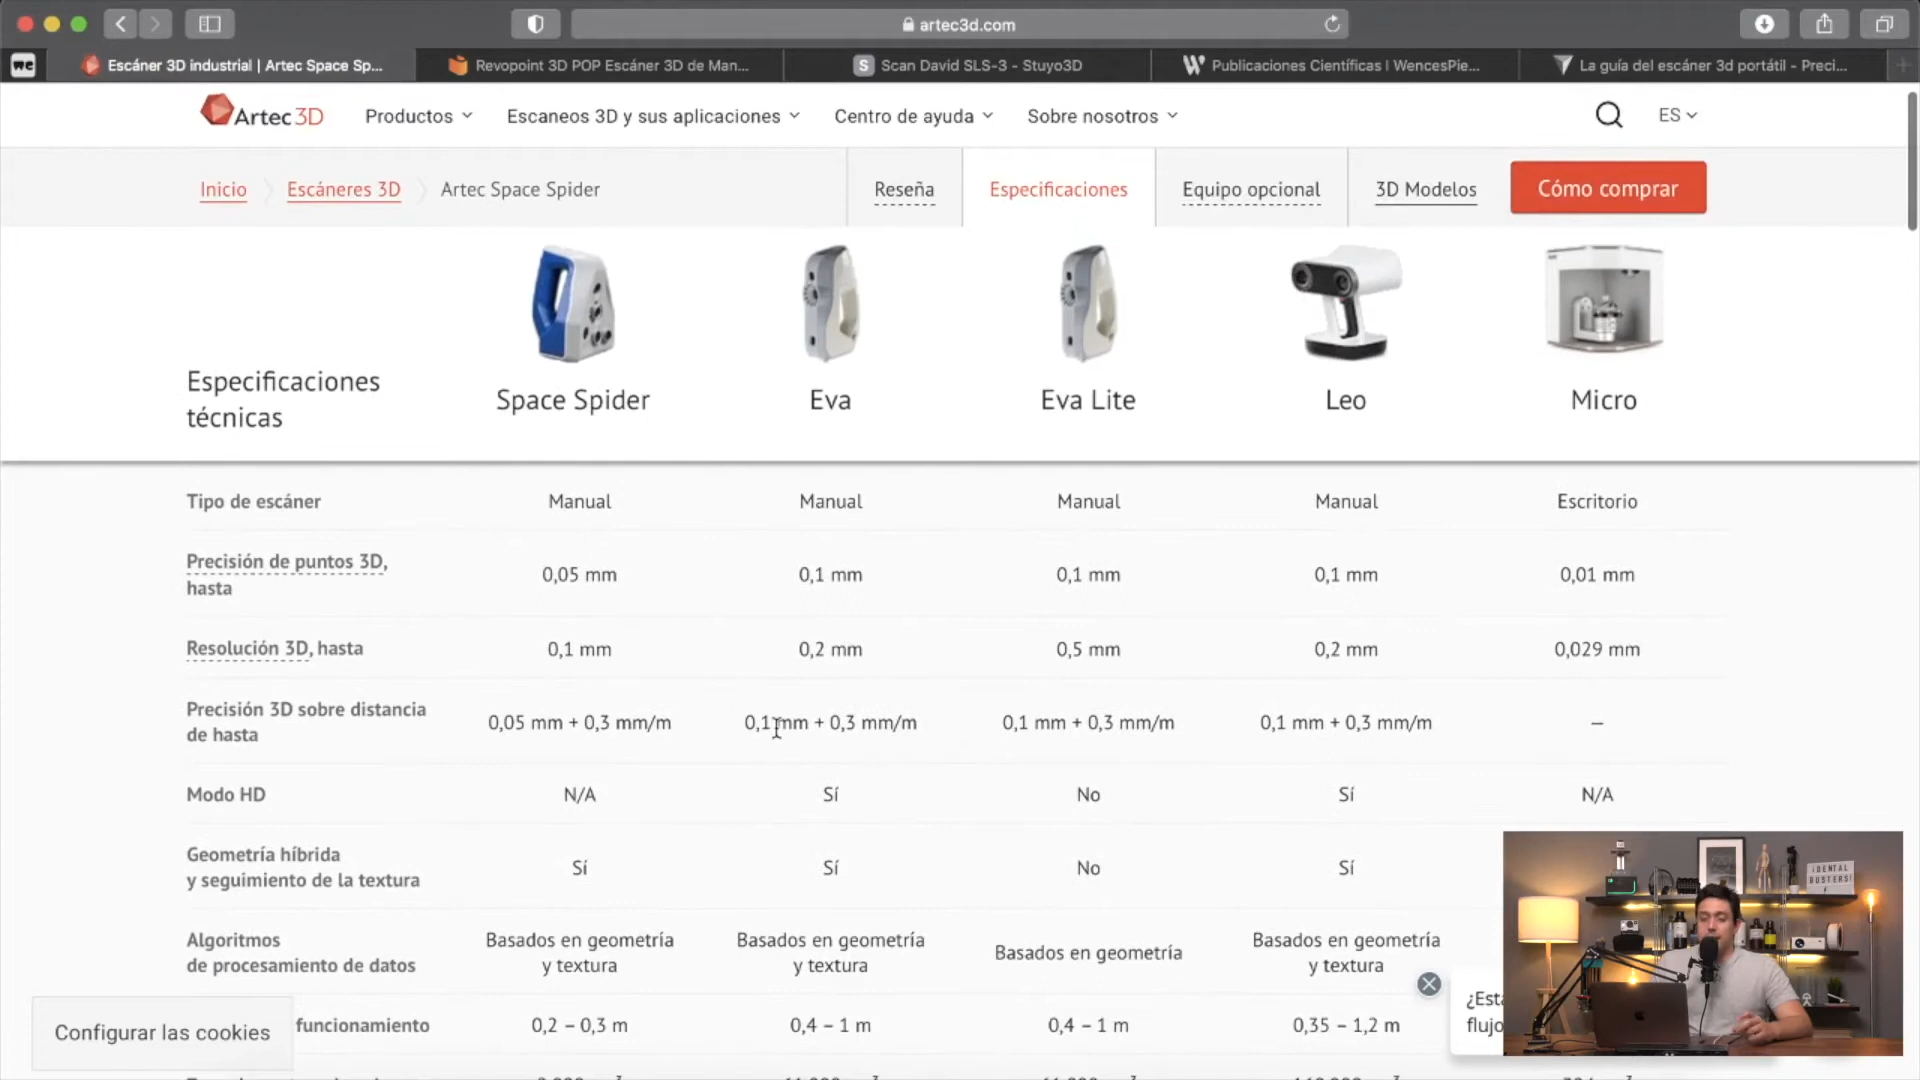 artec3d.com
we
Escáner 3D industrial | Artec Space Sp...
Revopoint 3D POP Escáner 3D de Man...
S Scan David SLS-3 - Stuyo3D
W Publicaciones Científicas | WencesPie...
La guía del escáner 3d portátil - Preci...
Artec3D
Productos
Escaneos 3D y sus aplicaciones
Centro de ayuda
Sobre nosotros
ES
Inicio
Escáneres 3D
Artec Space Spider
Reseña
Especificaciones
Equipo opcional
3D Modelos
Cómo comprar
Especificaciones
técnicas
Space Spider
Eva
Eva Lite
Leo
Micro
Tipo de escáner
Manual
Manual
Manual
Manual
Escritorio
Precisión de puntos 3D,
hasta
0,05 mm
0,1 mm
0,1 mm
0,1 mm
0,01 mm
Resolución 3D, hasta
0,1 mm
0,2 mm
0,5 mm
0,2 mm
0,029 mm
Precisión 3D sobre distancia
de hasta
0,05 mm + 0,3 mm/m
0,1 mm + 0,3 mm/m
0,1 mm + 0,3 mm/m
0,1 mm + 0,3 mm/m
–
Modo HD
N/A
Sí
No
Sí
N/A
Geometría híbrida
y seguimiento de la textura
Sí
Sí
No
Sí
Algoritmos
de procesamiento de datos
Basados en geometría
y textura
Basados en geometría
y textura
Basados en geometría
Basados en geometría
y textura
funcionamiento
0,2 – 0,3 m
0,4 – 1 m
0,4 – 1 m
0,35 – 1,2 m
Configurar las cookies
¿Est
flujo
¡DENTAL
BUSTERS!